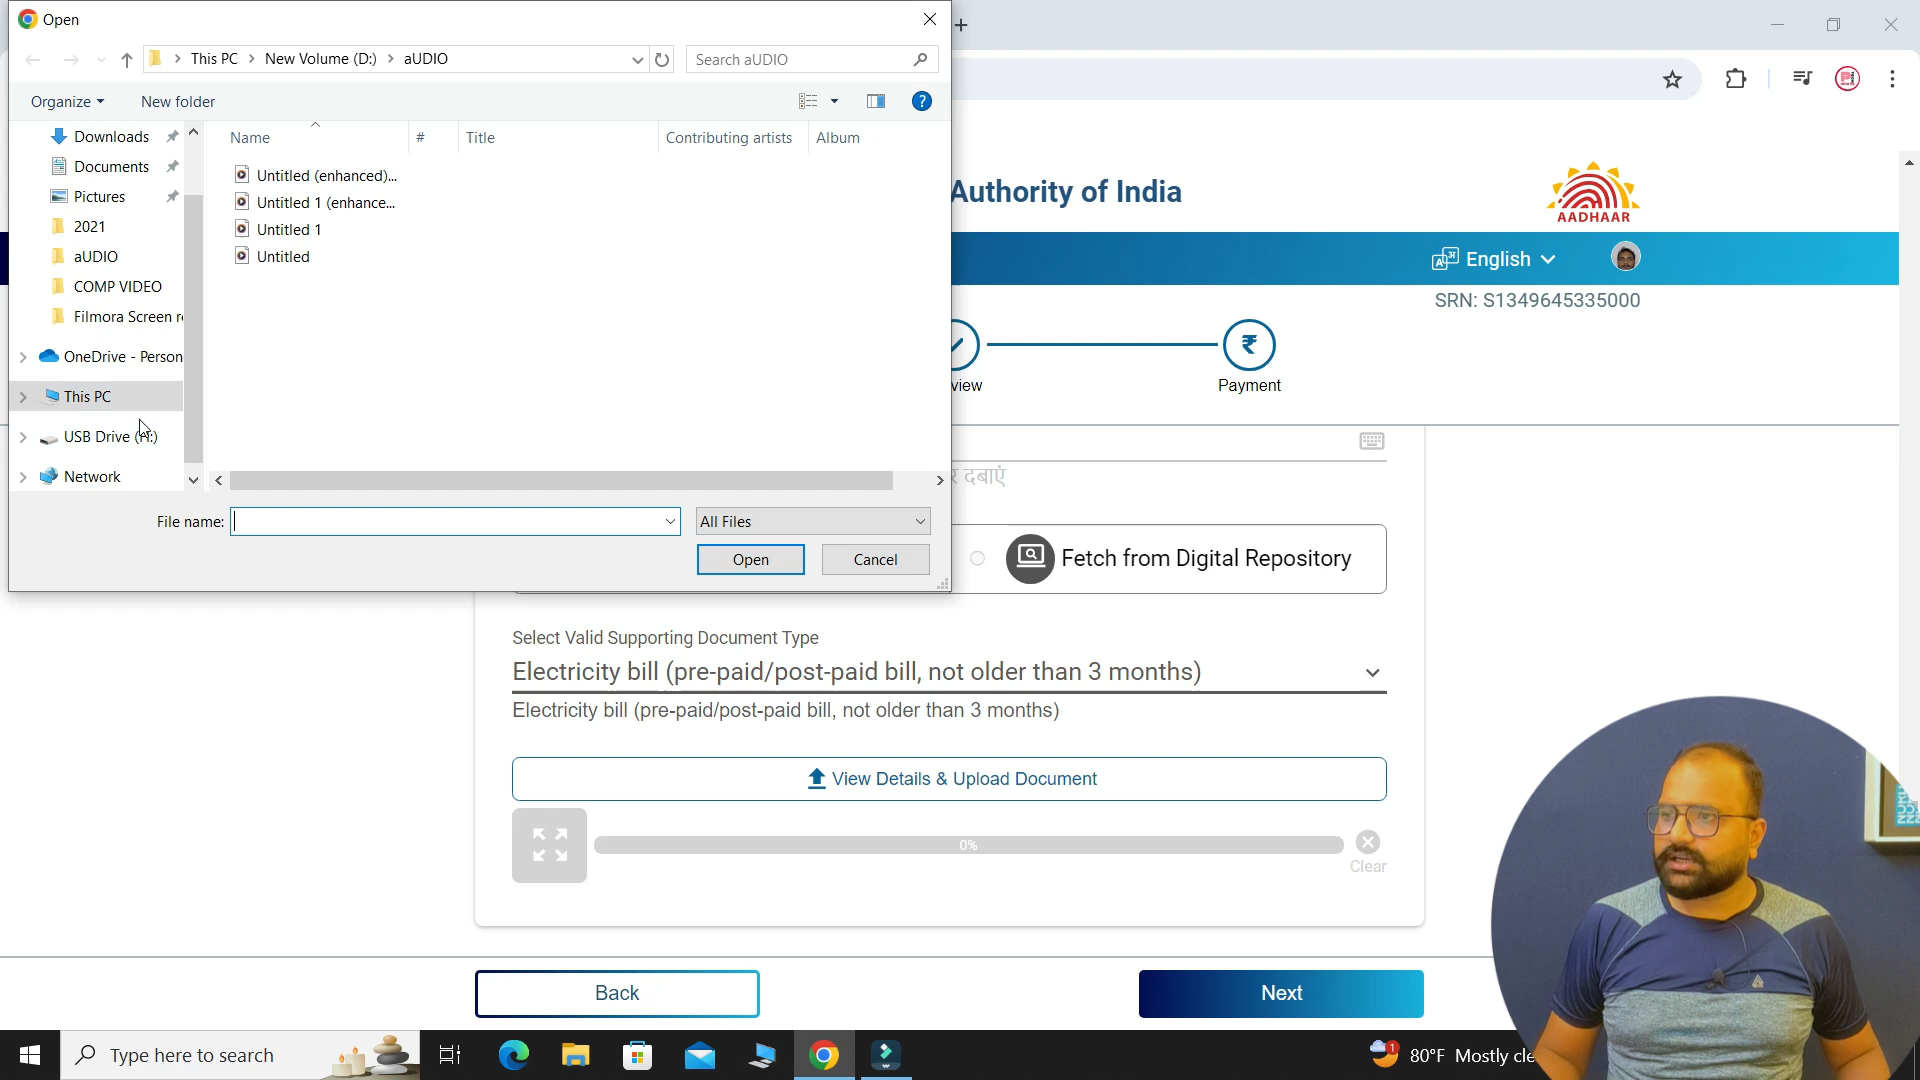 Open
This PC > New Volume (D:) > aUDIO
Search aUDIO
Organize
New folder
Downloads
Documents
Pictures
2021
aUDIO
COMP VIDEO
Filmora Screen r
OneDrive - Person
This PC
USB Drive (H:)
Network
Name
#
Title
Contributing artists
Album
Untitled (enhanced)...
Untitled 1 (enhance...
Untitled 1
Untitled
File name:
All Files
Open
Cancel
Authority of India
AADHAAR
English
SRN: S1349645335000
view
Payment
दबाएं
Fetch from Digital Repository
Select Valid Supporting Document Type
Electricity bill (pre-paid/post-paid bill, not older than 3 months)
Electricity bill (pre-paid/post-paid bill, not older than 3 months)
View Details & Upload Document
0%
Clear
Back
Next
Type here to search
80°F Mostly cle